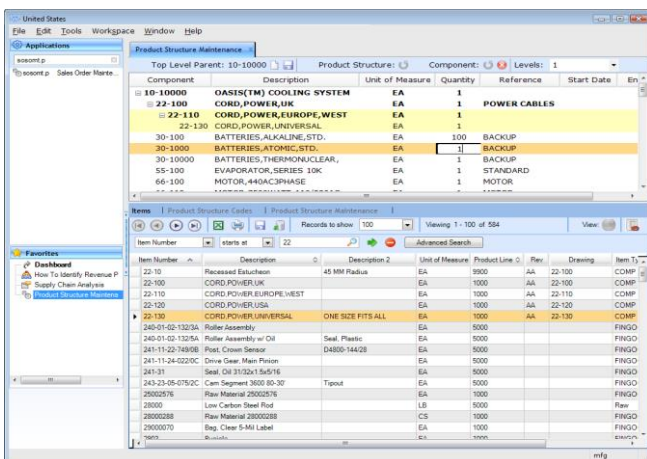 United States
File Edit Tools Workspace Window Help
Applications
sosomt.p
sosomt.p Sales Order Mainte...
Favorites
Dashboard
How To Identify Revenue P
Supply Chain Analysis
Product Structure Maintena
Product Structure Maintenance
Top Level Parent: 10-10000 Product Structure: Component: Levels: 1
Component Description Unit of Measure Quantity Reference Start Date En
10-10000 OASIS(TM) COOLING SYSTEM EA 1
22-100 CORD,POWER,UK EA 1 POWER CABLES
22-110 CORD,POWER,EUROPE,WEST EA 1
22-130 CORD,POWER,UNIVERSAL EA 1
30-100 BATTERIES,ALKALINE,STD. EA 100 BACKUP
30-1000 BATTERIES,ATOMIC,STD. EA 1 BACKUP
30-10000 BATTERIES,THERMONUCLEAR, EA 1 BACKUP
55-100 EVAPORATOR,SERIES 10K EA 1 STANDARD
66-100 MOTOR,440AC3PHASE EA 1 MOTOR
Items Product Structure Codes Product Structure Maintenance
Records to show 100 Viewing 1 - 100 of 584 View:
Item Number starts at 22 Advanced Search
Item Number Description Description 2 Unit of Measure Product Line Rev Drawing Item Ty
22-10 Recessed Estucheon 45 MM Radius EA 9900 AA 22-100 COMP
22-100 CORD,POWER,UK EA 1000 AA 22-100 COMP
22-110 CORD,POWER,EUROPE,WEST EA 1000 AA 22-110 COMP
22-120 CORD,POWER,USA EA 1000 AA 22-120 COMP
22-130 CORD,POWER,UNIVERSAL ONE SIZE FITS ALL EA 1000 AA 22-130 COMP
240-01-02-132/3A Roller Assembly EA 5000 FINGO
240-01-02-132/5A Roller Assembly w/ Oil Seal, Plastic EA 5000 FINGO
241-11-22-749/0B Post, Crown Sensor D4800-144/28 EA 5000 FINGO
241-11-24-022/0C Drive Gear, Main Pinion EA 5000 FINGO
241-31 Seal, Oil 31/32x1.5x5/16 EA 5000 FINGO
243-23-05-075/2C Cam Segment 3600 80-30' Tipout EA 5000 FINGO
25002576 Raw Material 25002576 EA 1000 FINGO
28000 Low Carbon Steel Rod LB 5000 Raw
28000288 Raw Material 28000288 CS 1000 FINGO
29000070 Bag, Clear 5-Mil Label EA 1000 FINGO
mfg